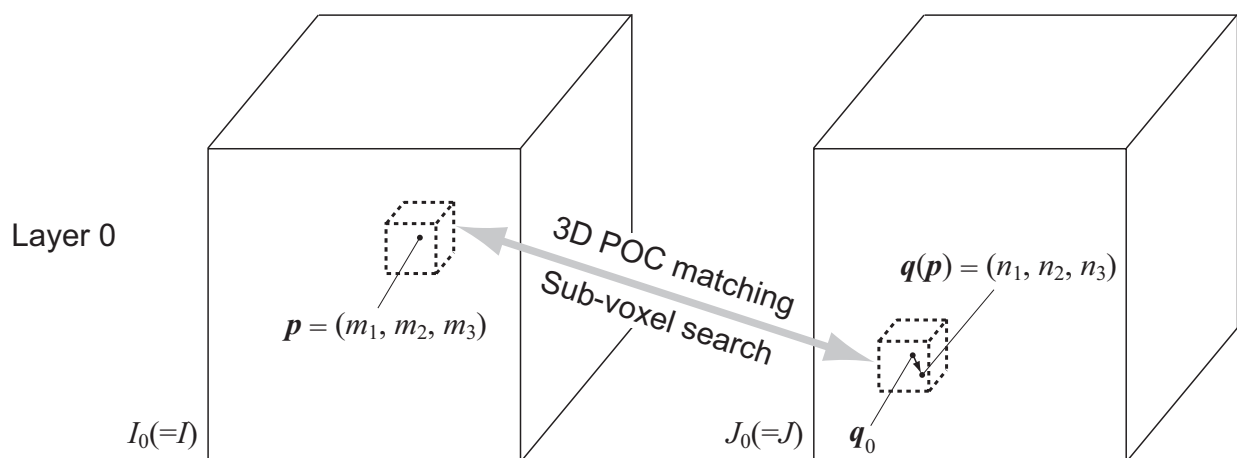 Layer 0
3D POC matching
Sub-voxel search
p = (m₁, m₂, m₃)
q(p) = (n₁, n₂, n₃)
I₀(=I)
J₀(=J)
q₀